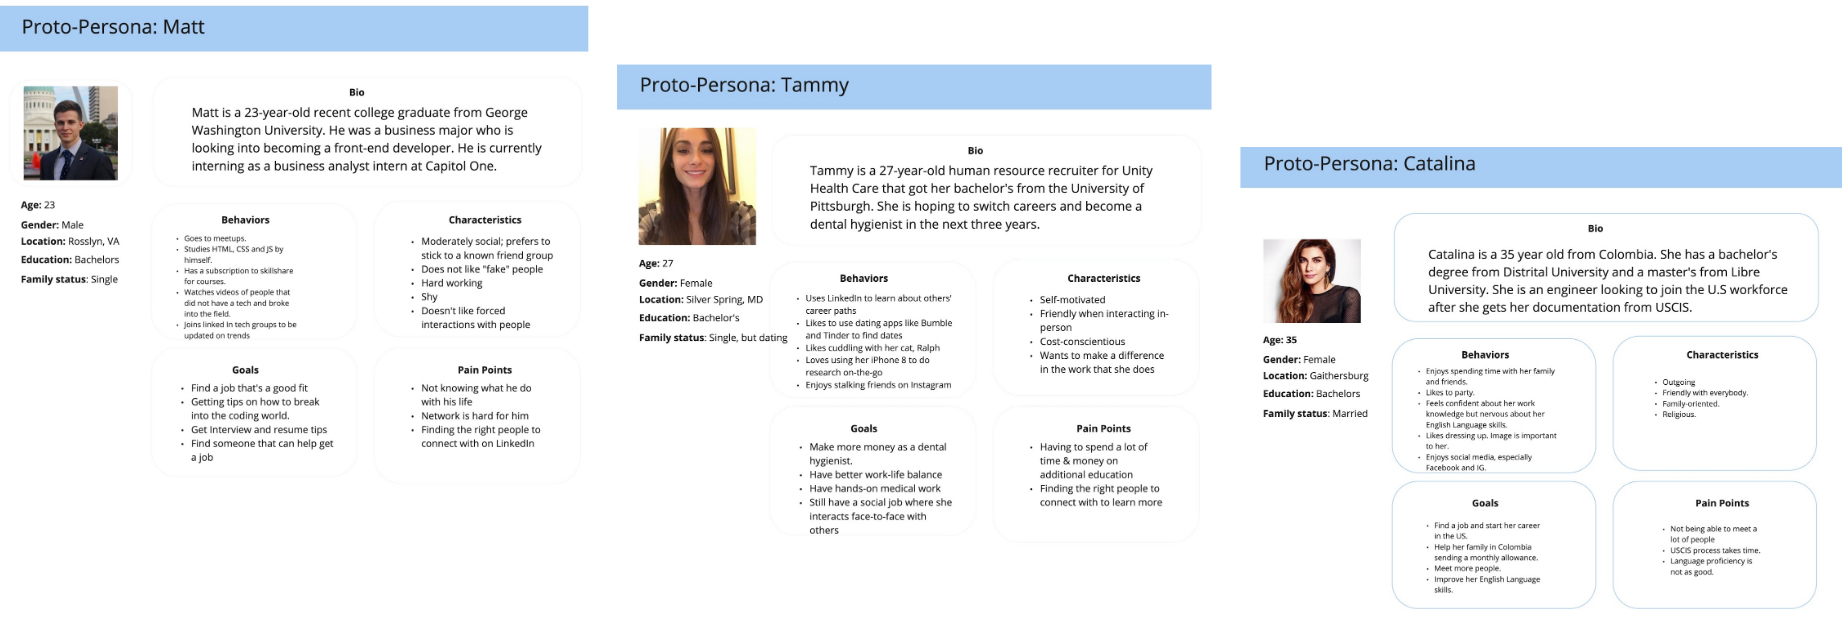 Proto-Persona: Matt
Bio
Matt is a 23-year-old recent college graduate from George
Washington University. He was a business major who is
looking into becoming a front-end developer. He is currently
interning as a business analyst intern at Capitol One.
Age: 23
Gender: Male
Location: Rosslyn, VA
Education: Bachelors
Family status: Single
Behaviors
• Goes to meetups.
• Studies HTML, CSS and JS by
himself.
• Has a subscription to skillshare
for courses.
• Watches videos of people that
did not have a tech and broke
into the field.
• Joins linked In tech groups to be
updated on trends
Characteristics
• Moderately social; prefers to
stick to a known friend group
• Does not like "fake" people
• Hard working
• Shy
• Doesn't like forced
interactions with people
Goals
• Find a job that's a good fit
• Getting tips on how to break
into the coding world.
• Get Interview and resume tips
• Find someone that can help get
a job
Pain Points
• Not knowing what he do
with his life
• Network is hard for him
• Finding the right people to
connect with on LinkedIn
Proto-Persona: Tammy
Bio
Tammy is a 27-year-old human resource recruiter for Unity
Health Care that got her bachelor's from the University of
Pittsburgh. She is hoping to switch careers and become a
dental hygienist in the next three years.
Age: 27
Gender: Female
Location: Silver Spring, MD
Education: Bachelor's
Family status: Single, but dating
Behaviors
• Uses LinkedIn to learn about others'
career paths
• Likes to use dating apps like Bumble
and Tinder to find dates
• Likes cuddling with her cat, Ralph
• Loves using her iPhone 8 to do
research on-the-go
• Enjoys stalking friends on Instagram
Characteristics
• Self-motivated
• Friendly when interacting in-
person
• Cost-conscientious
• Wants to make a difference
in the work that she does
Goals
• Make more money as a dental
hygienist.
• Have better work-life balance
• Have hands-on medical work
• Still have a social job where she
interacts face-to-face with
others
Pain Points
• Having to spend a lot of
time & money on
additional education
• Finding the right people to
connect with to learn more
Proto-Persona: Catalina
Bio
Catalina is a 35 year old from Colombia. She has a bachelor's
degree from Distrital University and a master's from Libre
University. She is an engineer looking to join the U.S workforce
after she gets her documentation from USCIS.
Age: 35
Gender: Female
Location: Gaithersburg
Education: Bachelors
Family status: Married
Behaviors
• Enjoys spending time with her family
and friends.
• Likes to party.
• Feels confident about her work
knowledge but nervous about her
English Language skills.
• Likes dressing up. Image is important
to her.
• Enjoys social media, especially
Facebook and IG.
Characteristics
• Outgoing
• Friendly with everybody.
• Family-oriented.
• Religious.
Goals
• Find a job and start her career
in the US.
• Help her family in Colombia
sending a monthly allowance.
• Meet more people.
• Improve her English Language
skills.
Pain Points
• Not being able to meet a
lot of people
• USCIS process takes time.
• Language proficiency is
not as good.